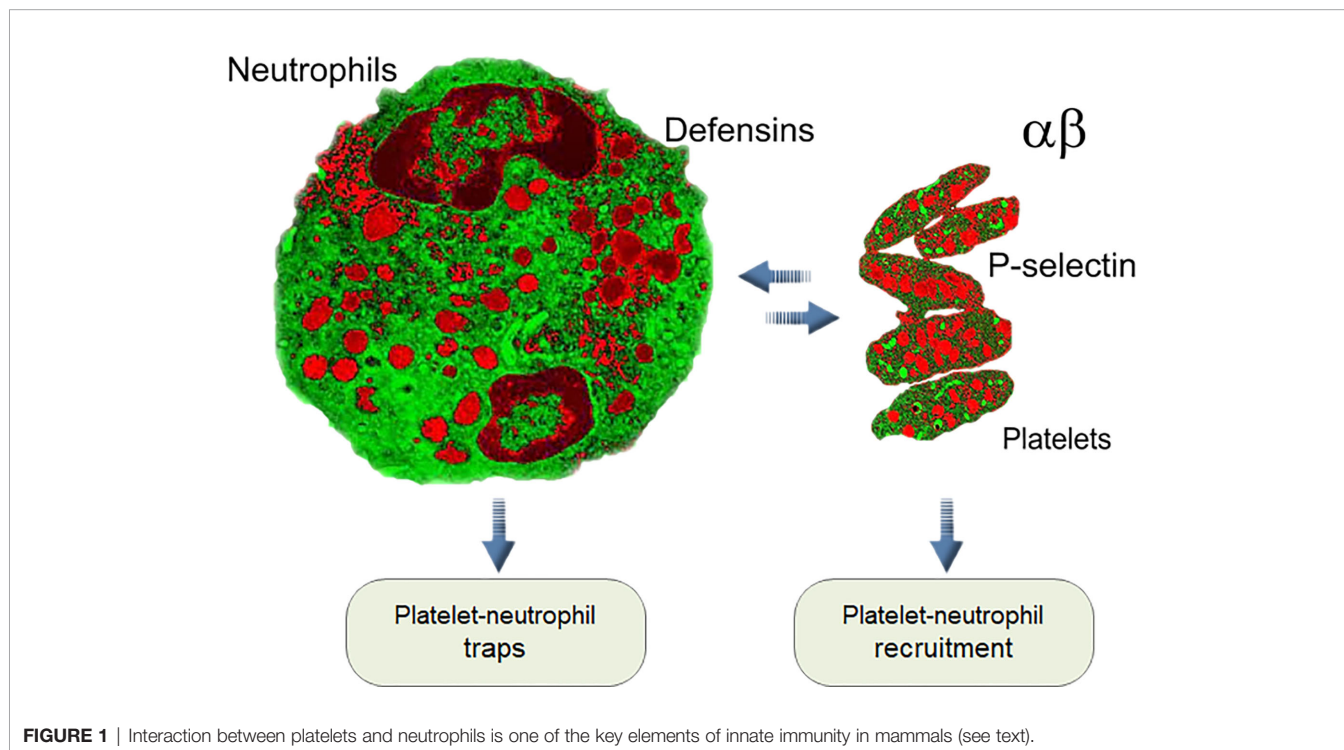 Neutrophils
Defensins
αβ
P-selectin
Platelets
Platelet-neutrophil
traps
Platelet-neutrophil
recruitment
FIGURE 1 | Interaction between platelets and neutrophils is one of the key elements of innate immunity in mammals (see text).